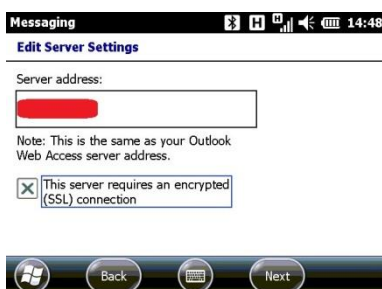 Messaging
H H 14:48
Edit Server Settings
Server address:
Note: This is the same as your Outlook
Web Access server address.
This server requires an encrypted
(SSL) connection
Back
Next